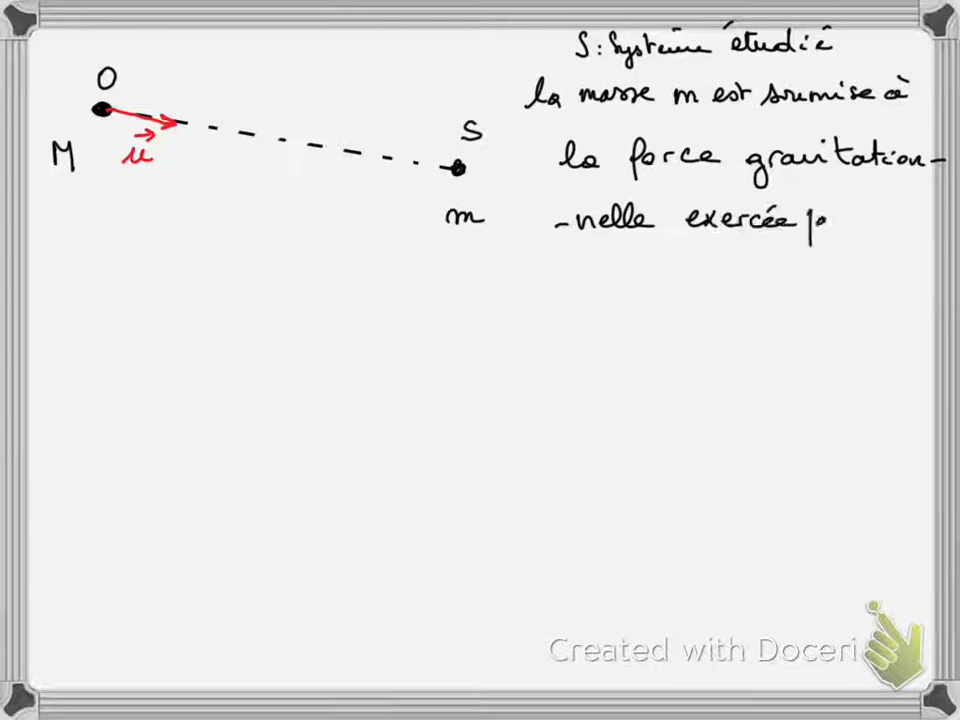 O
M
u
S
m
S : Système étudié
la masse m est soumise à
la force gravitation-
-nelle exercée p
Created with Doceri